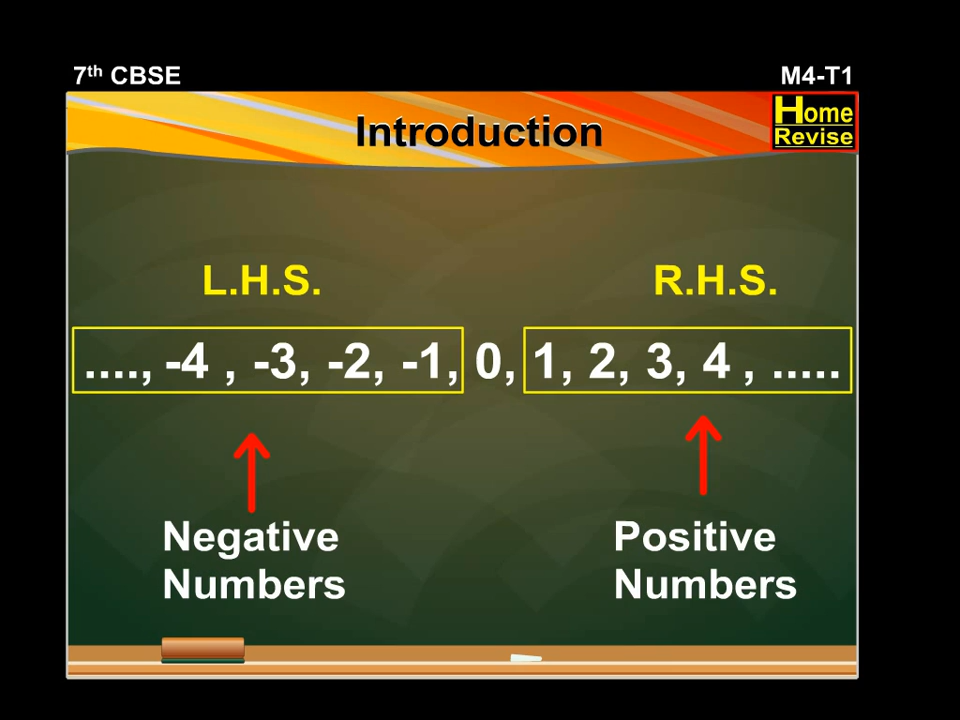 7th CBSE
M4-T1
Introduction
Home
Revise
L.H.S.
R.H.S.
...., -4 , -3, -2, -1, 0, 1, 2, 3, 4 , .....
Negative
Numbers
Positive
Numbers